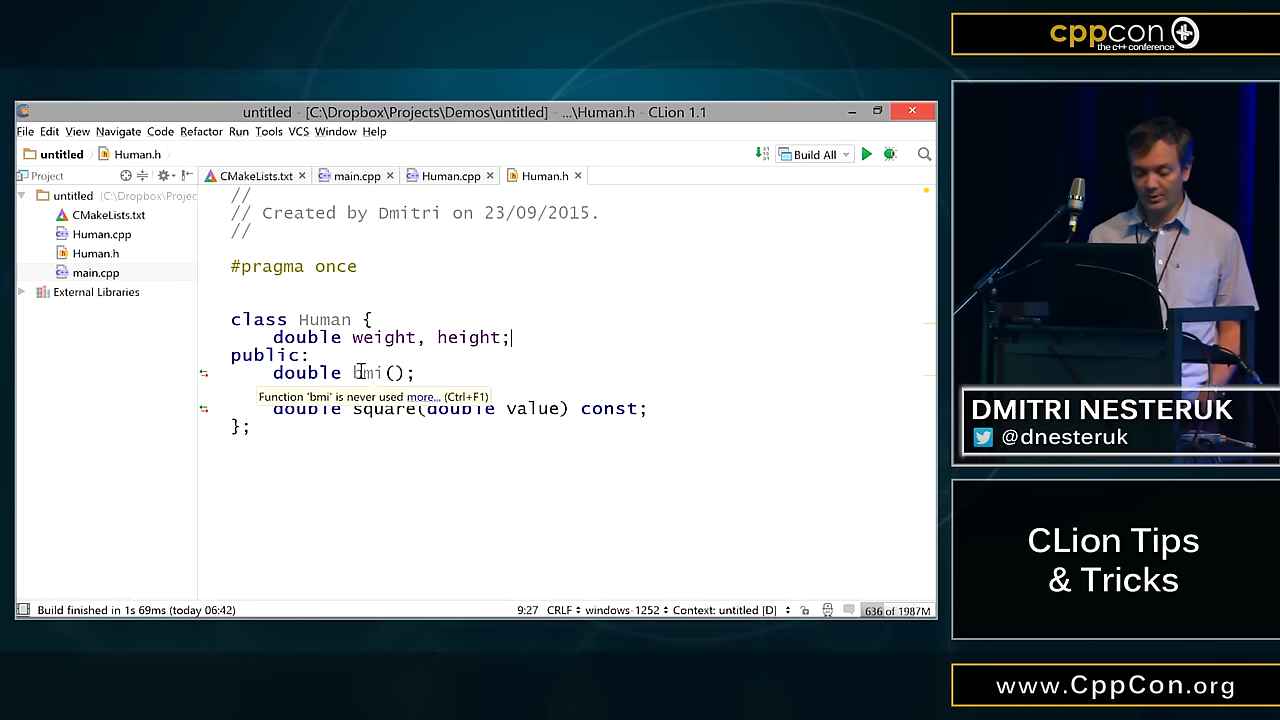 cppcon
the c++ conference
untitled - [C:\Dropbox\Projects\Demos\untitled] - ...\Human.h - CLion 1.1
File Edit View Navigate Code Refactor Run Tools VCS Window Help
untitled Human.h Build All
Project CMakeLists.txt main.cpp Human.cpp Human.h
untitled (C:\Dropbox\Projec
CMakeLists.txt
Human.cpp
Human.h
main.cpp
External Libraries
//
// Created by Dmitri on 23/09/2015.
//
#pragma once
class Human {
double weight, height;
public:
double bmi();
Function 'bmi' is never used more... (Ctrl+F1)
double square(double value) const;
};
Build finished in 1s 69ms (today 06:42) 9:27 CRLF windows-1252 Context: untitled [D] 636 of 1987M
DMITRI NESTERUK
@dnesteruk
CLion Tips
& Tricks
www.CppCon.org